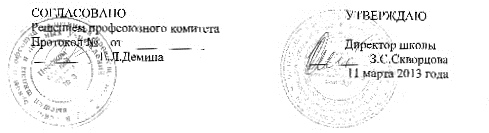 СОГЛАСОВАНО
Решением профсоюзного комитета
Протокол № от
Л.Демина
УТВЕРЖДАЮ
Директор школы
З.С.Скворцова
11 марта 2013 года